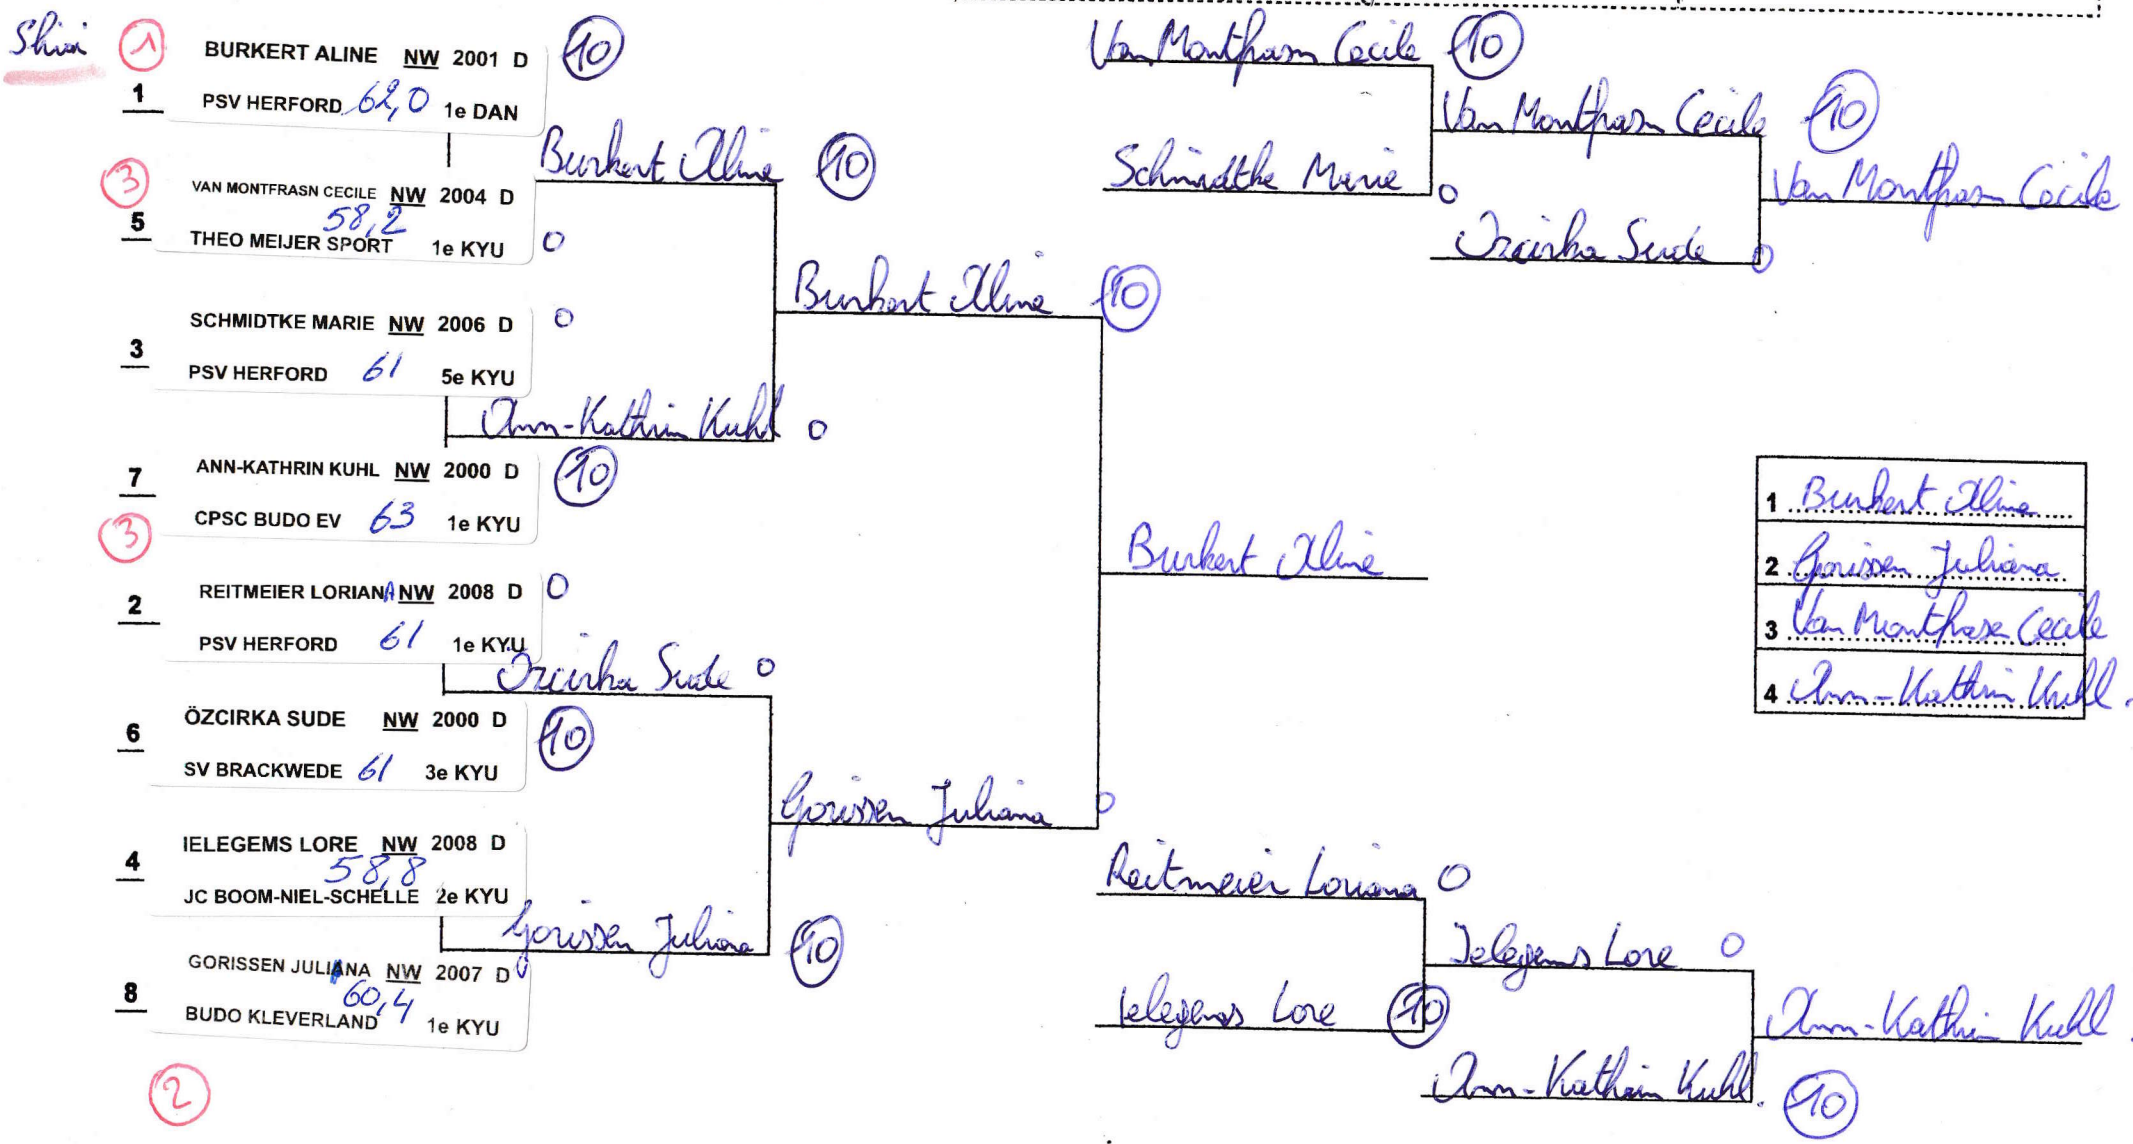 Shiai
1
BURKERT ALINE NW 2001 D 10
1 PSV HERFORD 62,0 1e DAN
3
VAN MONTFRASN CECILE NW 2004 D
5 58,2
THEO MEIJER SPORT 1e KYU 0
SCHMIDTKE MARIE NW 2006 D 0
3
PSV HERFORD 61 5e KYU
7 ANN-KATHRIN KUHL NW 2000 D 10
CPSC BUDO EV 63 1e KYU
3
REITMEIER LORIANA NW 2008 D 0
2
PSV HERFORD 61 1e KYU
ÖZCIRKA SUDE NW 2000 D
6 10
SV BRACKWEDE 61 3e KYU
IELEGEMS LORE NW 2008 D
4 58,8
JC BOOM-NIEL-SCHELLE 2e KYU
GORISSEN JULIANA NW 2007 D 0
8 60,4
BUDO KLEVERLAND 1e KYU
2
Burkert Aline 10
Ann-Kathrin Kuhl 0
Ozcirka Sude 0
Gorissen Juliana 10
Burkert Aline 10
Gorissen Juliana 0
Burkert Aline
Van Montfrasn Cecile 10
Schmidtke Marie 0
Van Montfrasn Cecile 10
Ozcirka Sude 0
Van Montfrasn Cecile
1 Burkert Aline
2 Gorissen Juliana
3 Van Montfrasn Cecile
4 Ann-Kathrin Kuhl.
Reitmeier Loriana 0
Ielegems Lore 10
Ielegems Lore 0
Ann-Kathrin Kuhl. 10
Ann-Kathrin Kuhl.